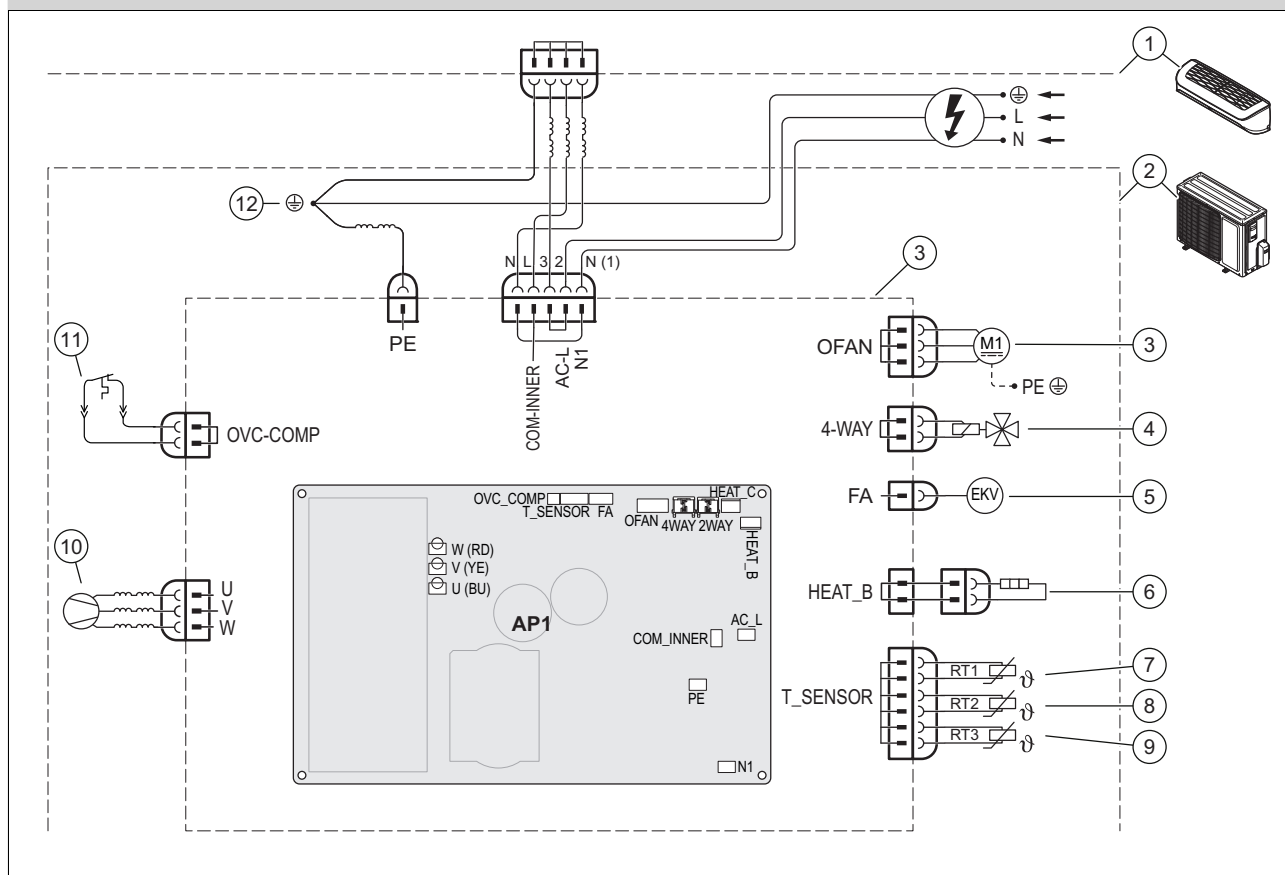 1
L
N
2
12
N L 3 2 N (1)
3
PE
11
OFAN
M1
3
PE
COM-INNER
AC-L
N1
OVC-COMP
4-WAY
4
FA
EKV
5
OVC_COMP
T_SENSOR FA
OFAN 4WAY 2WAY
HEAT_C
HEAT_B
10
W (RD)
V (YE)
U (BU)
U
V
W
HEAT_B
6
AP1
COM_INNER
AC_L
PE
N1
T_SENSOR
RT1 ϑ
7
RT2 ϑ
8
RT3 ϑ
9